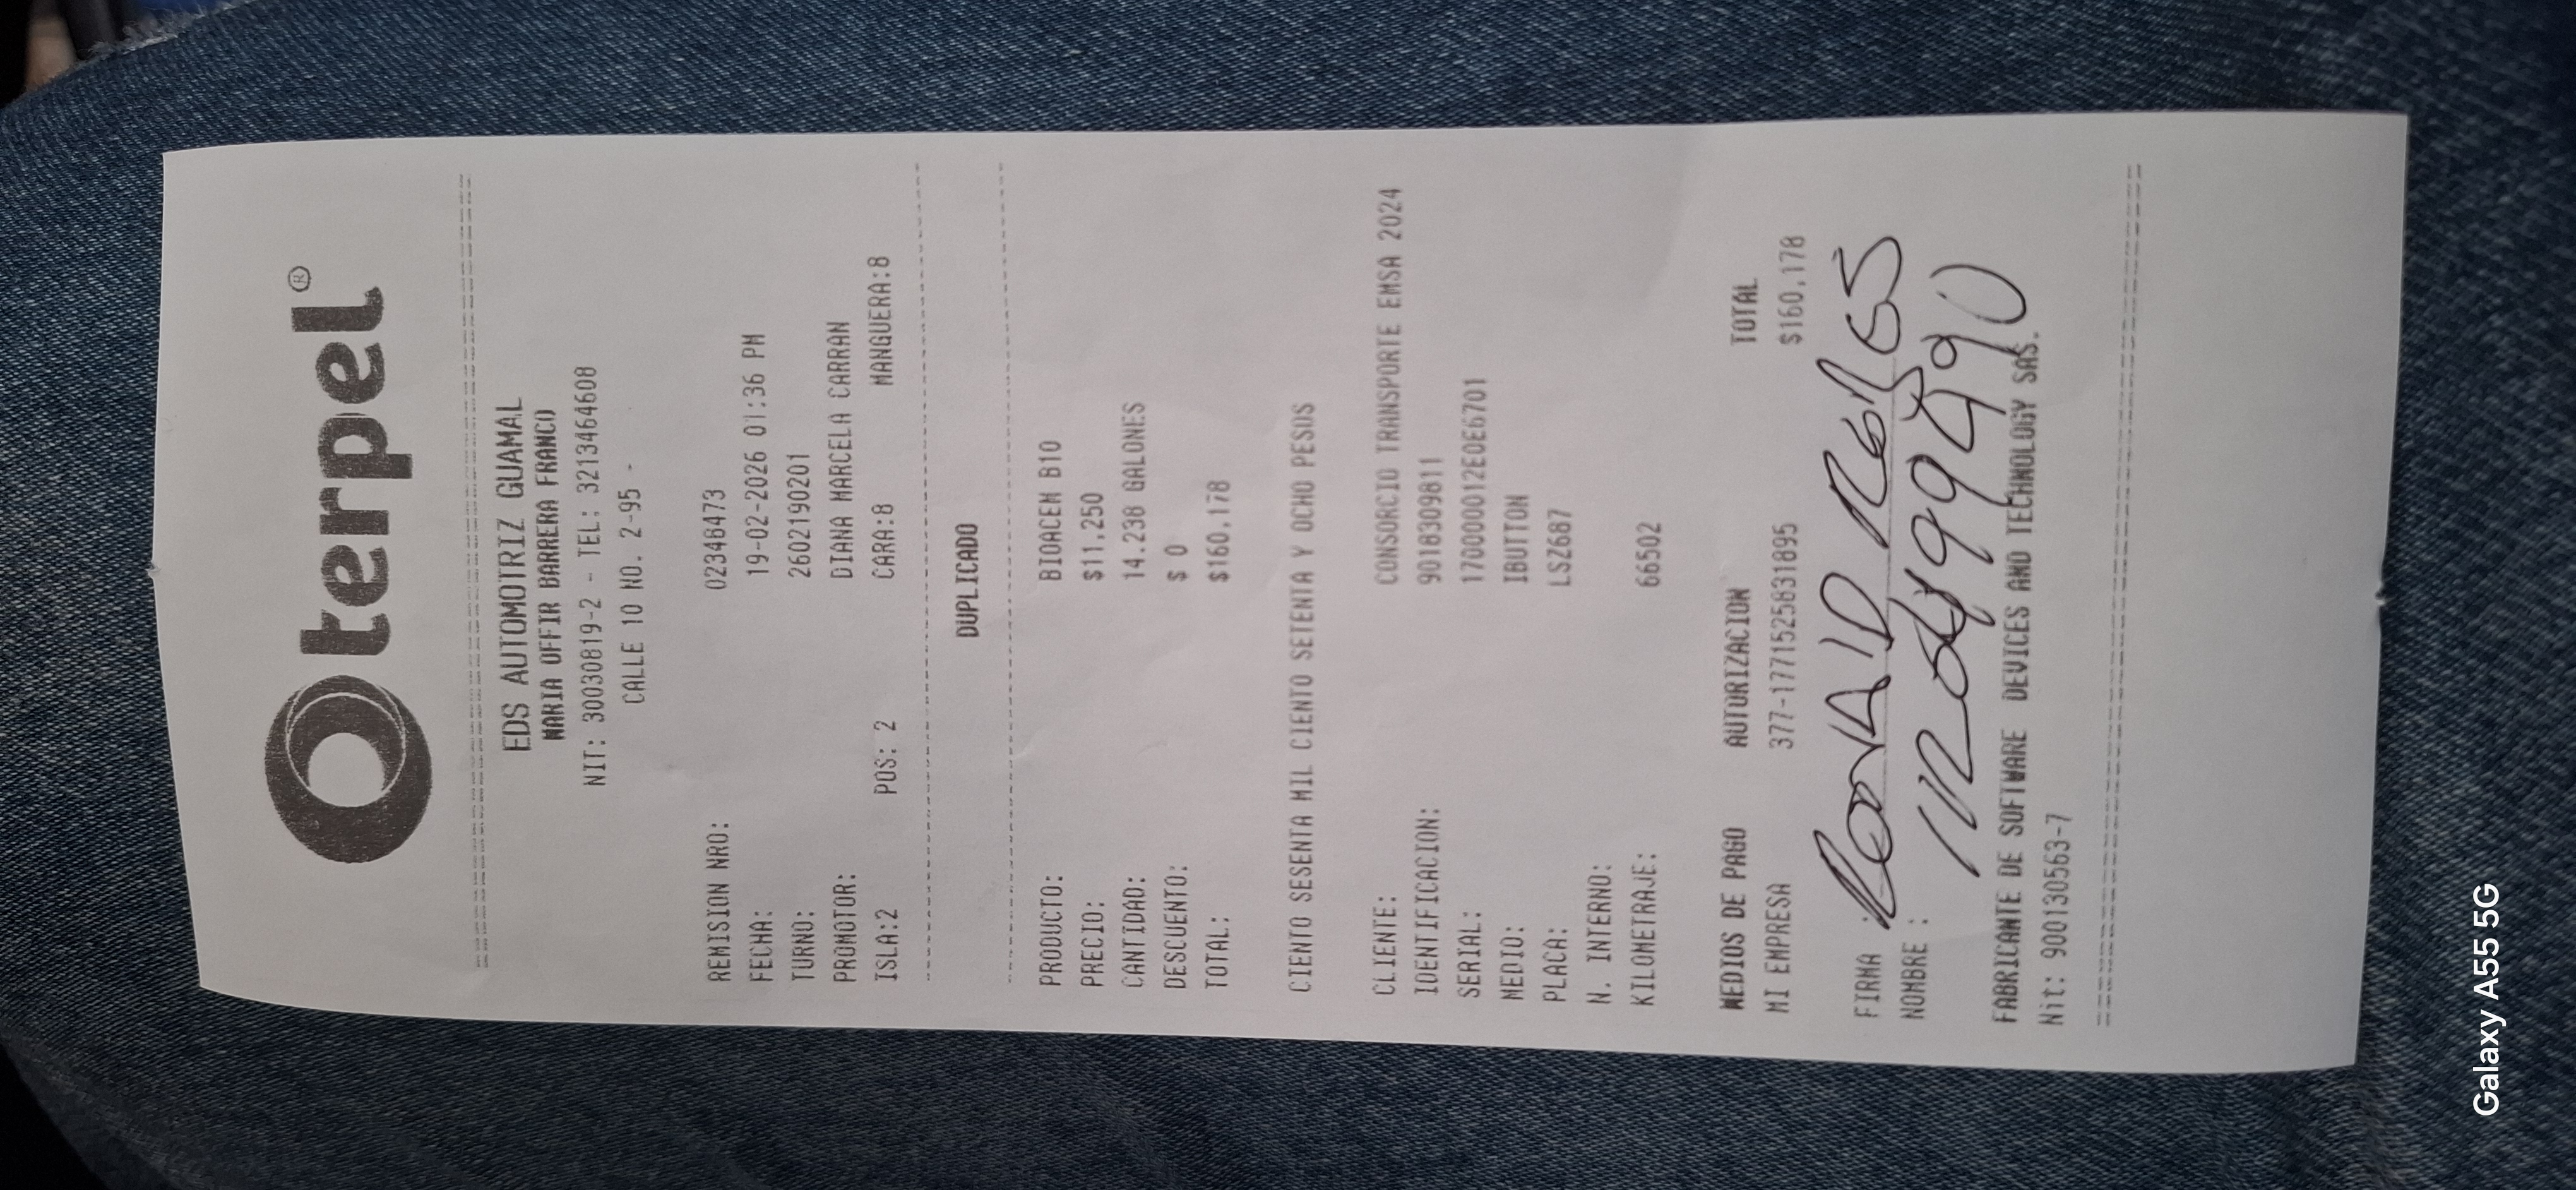 terpel®
EDS AUTOMOTRIZ GUAMAL
MARIA OFFIR BARRERA FRANCO
NIT: 30030819-2 - TEL: 3213464608
CALLE 10 NO. 2-95 -
REMISION NRO: 02348473
FECHA: 19-02-2026 01:36 PM
TURNO: 2602190201
PROMOTOR: DIANA MARCELA CARRAN
ISLA:2 POS: 2 CARA:8 MANGUERA:8
DUPLICADO
PRODUCTO: BIOACEM B10
PRECIO: $11,250
CANTIDAD: 14.238 GALONES
DESCUENTO: $ 0
TOTAL: $160,178
CIENTO SESENTA MIL CIENTO SETENTA Y OCHO PESOS
CLIENTE: CONSORCIO TRANSPORTE EMSA 2024
IDENTIFICACION: 9018309811
SERIAL: 1700000012E0E6701
MEDIO: IBUTTON
PLACA: LSZ687
N. INTERNO:
KILOMETRAJE: 66502
MEDIOS DE PAGO AUTORIZACION TOTAL
MI EMPRESA 377-1771525831895 $160,178
FIRMA :
NOMBRE :
FABRICANTE DE SOFTWARE DEVICES AND TECHNOLOGY SAS.
Nit: 900130563-7
Galaxy A55 5G